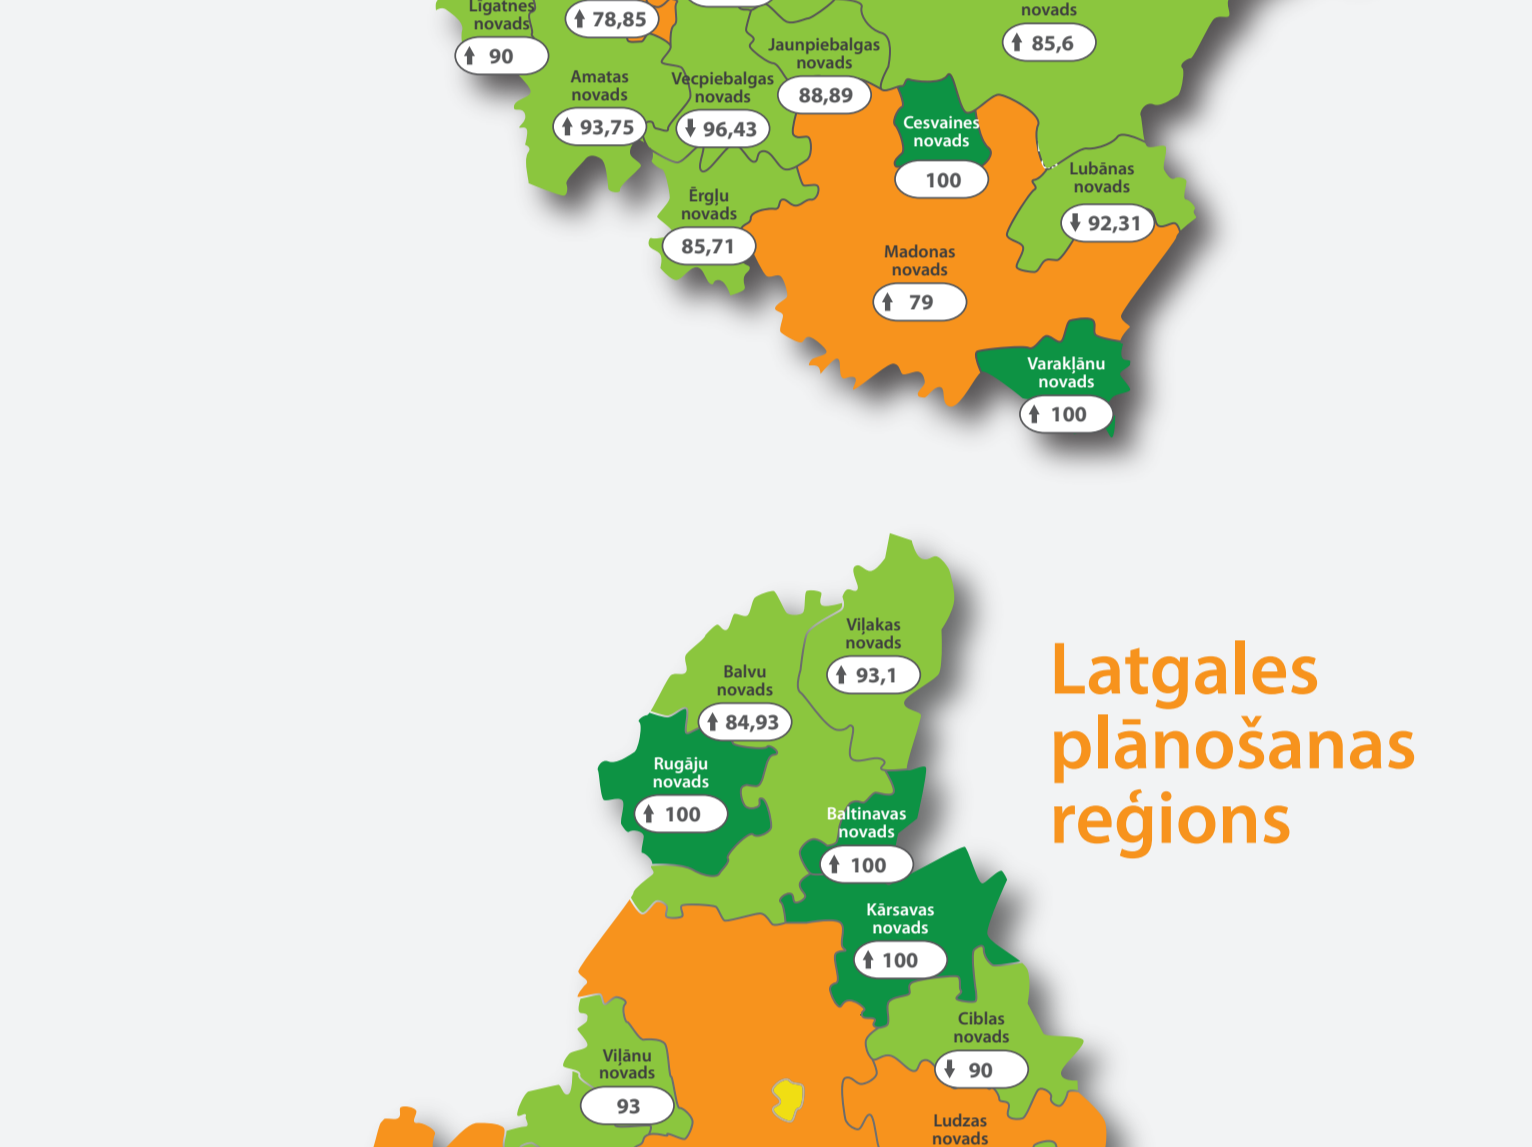 Līgatnes
novads
↑ 90
↑ 78,85
Amatas
novads
↑ 93,75
Vecpiebalgas
novads
↓ 96,43
Jaunpiebalgas
novads
88,89
novads
↑ 85,6
Cesvaines
novads
100
Lubānas
novads
↓ 92,31
Ērgļu
novads
85,71
Madonas
novads
↑ 79
Varakļānu
novads
↑ 100
Latgales
plānošanas
reģions
Viļakas
novads
↑ 93,1
Balvu
novads
↑ 84,93
Rugāju
novads
↑ 100
Baltinavas
novads
↑ 100
Kārsavas
novads
↑ 100
Ciblas
novads
↓ 90
Viļānu
novads
93
Ludzas
novads